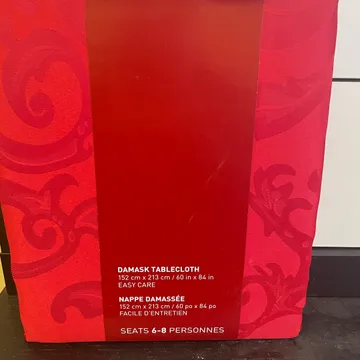 DAMASK TABLECLOTH
152 cm x 213 cm / 60 in x 84 in
EASY CARE
NAPPE DAMASSÉE
152 cm x 213 cm / 60 po x 84 po
FACILE D'ENTRETIEN
SEATS 6-8 PERSONNES